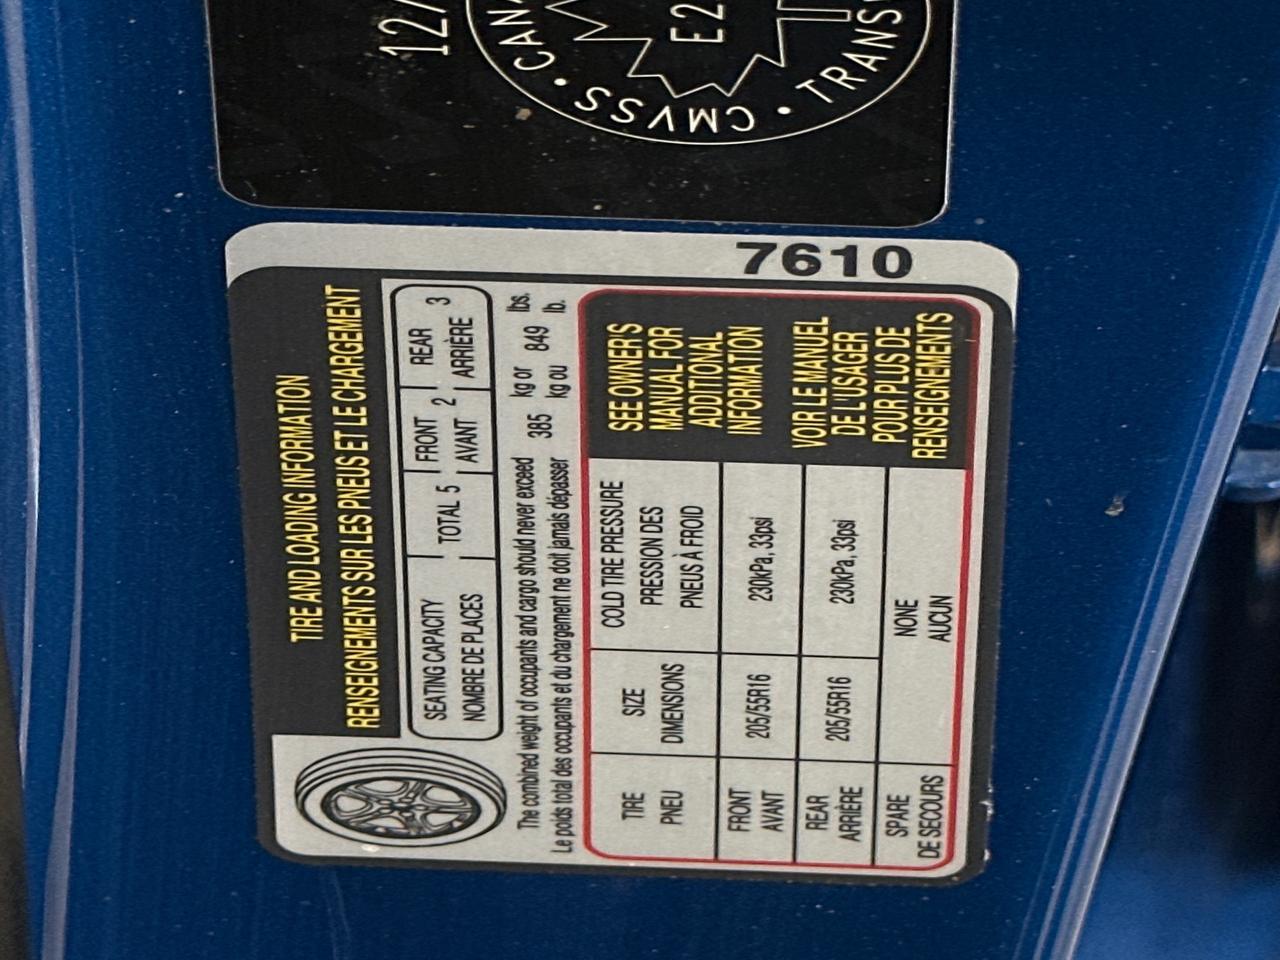 12/
CAN
E2
T
TRANS
CMVSS
7610
TIRE AND LOADING INFORMATION
RENSEIGNEMENTS SUR LES PNEUS ET LE CHARGEMENT
SEATING CAPACITY
NOMBRE DE PLACES
TOTAL 5
FRONT
AVANT 2
REAR
ARRIÈRE 3
The combined weight of occupants and cargo should never exceed 385 kg or 849 lbs.
Le poids total des occupants et du chargement ne doit jamais dépasser kg ou lb.
TIRE
PNEU
SIZE
DIMENSIONS
COLD TIRE PRESSURE
PRESSION DES
PNEUS À FROID
FRONT
AVANT
205/55R16
230kPa, 33psi
REAR
ARRIÈRE
205/55R16
230kPa, 33psi
SPARE
DE SECOURS
NONE
AUCUN
SEE OWNER'S
MANUAL FOR
ADDITIONAL
INFORMATION
VOIR LE MANUEL
DE L'USAGER
POUR PLUS DE
RENSEIGNEMENTS